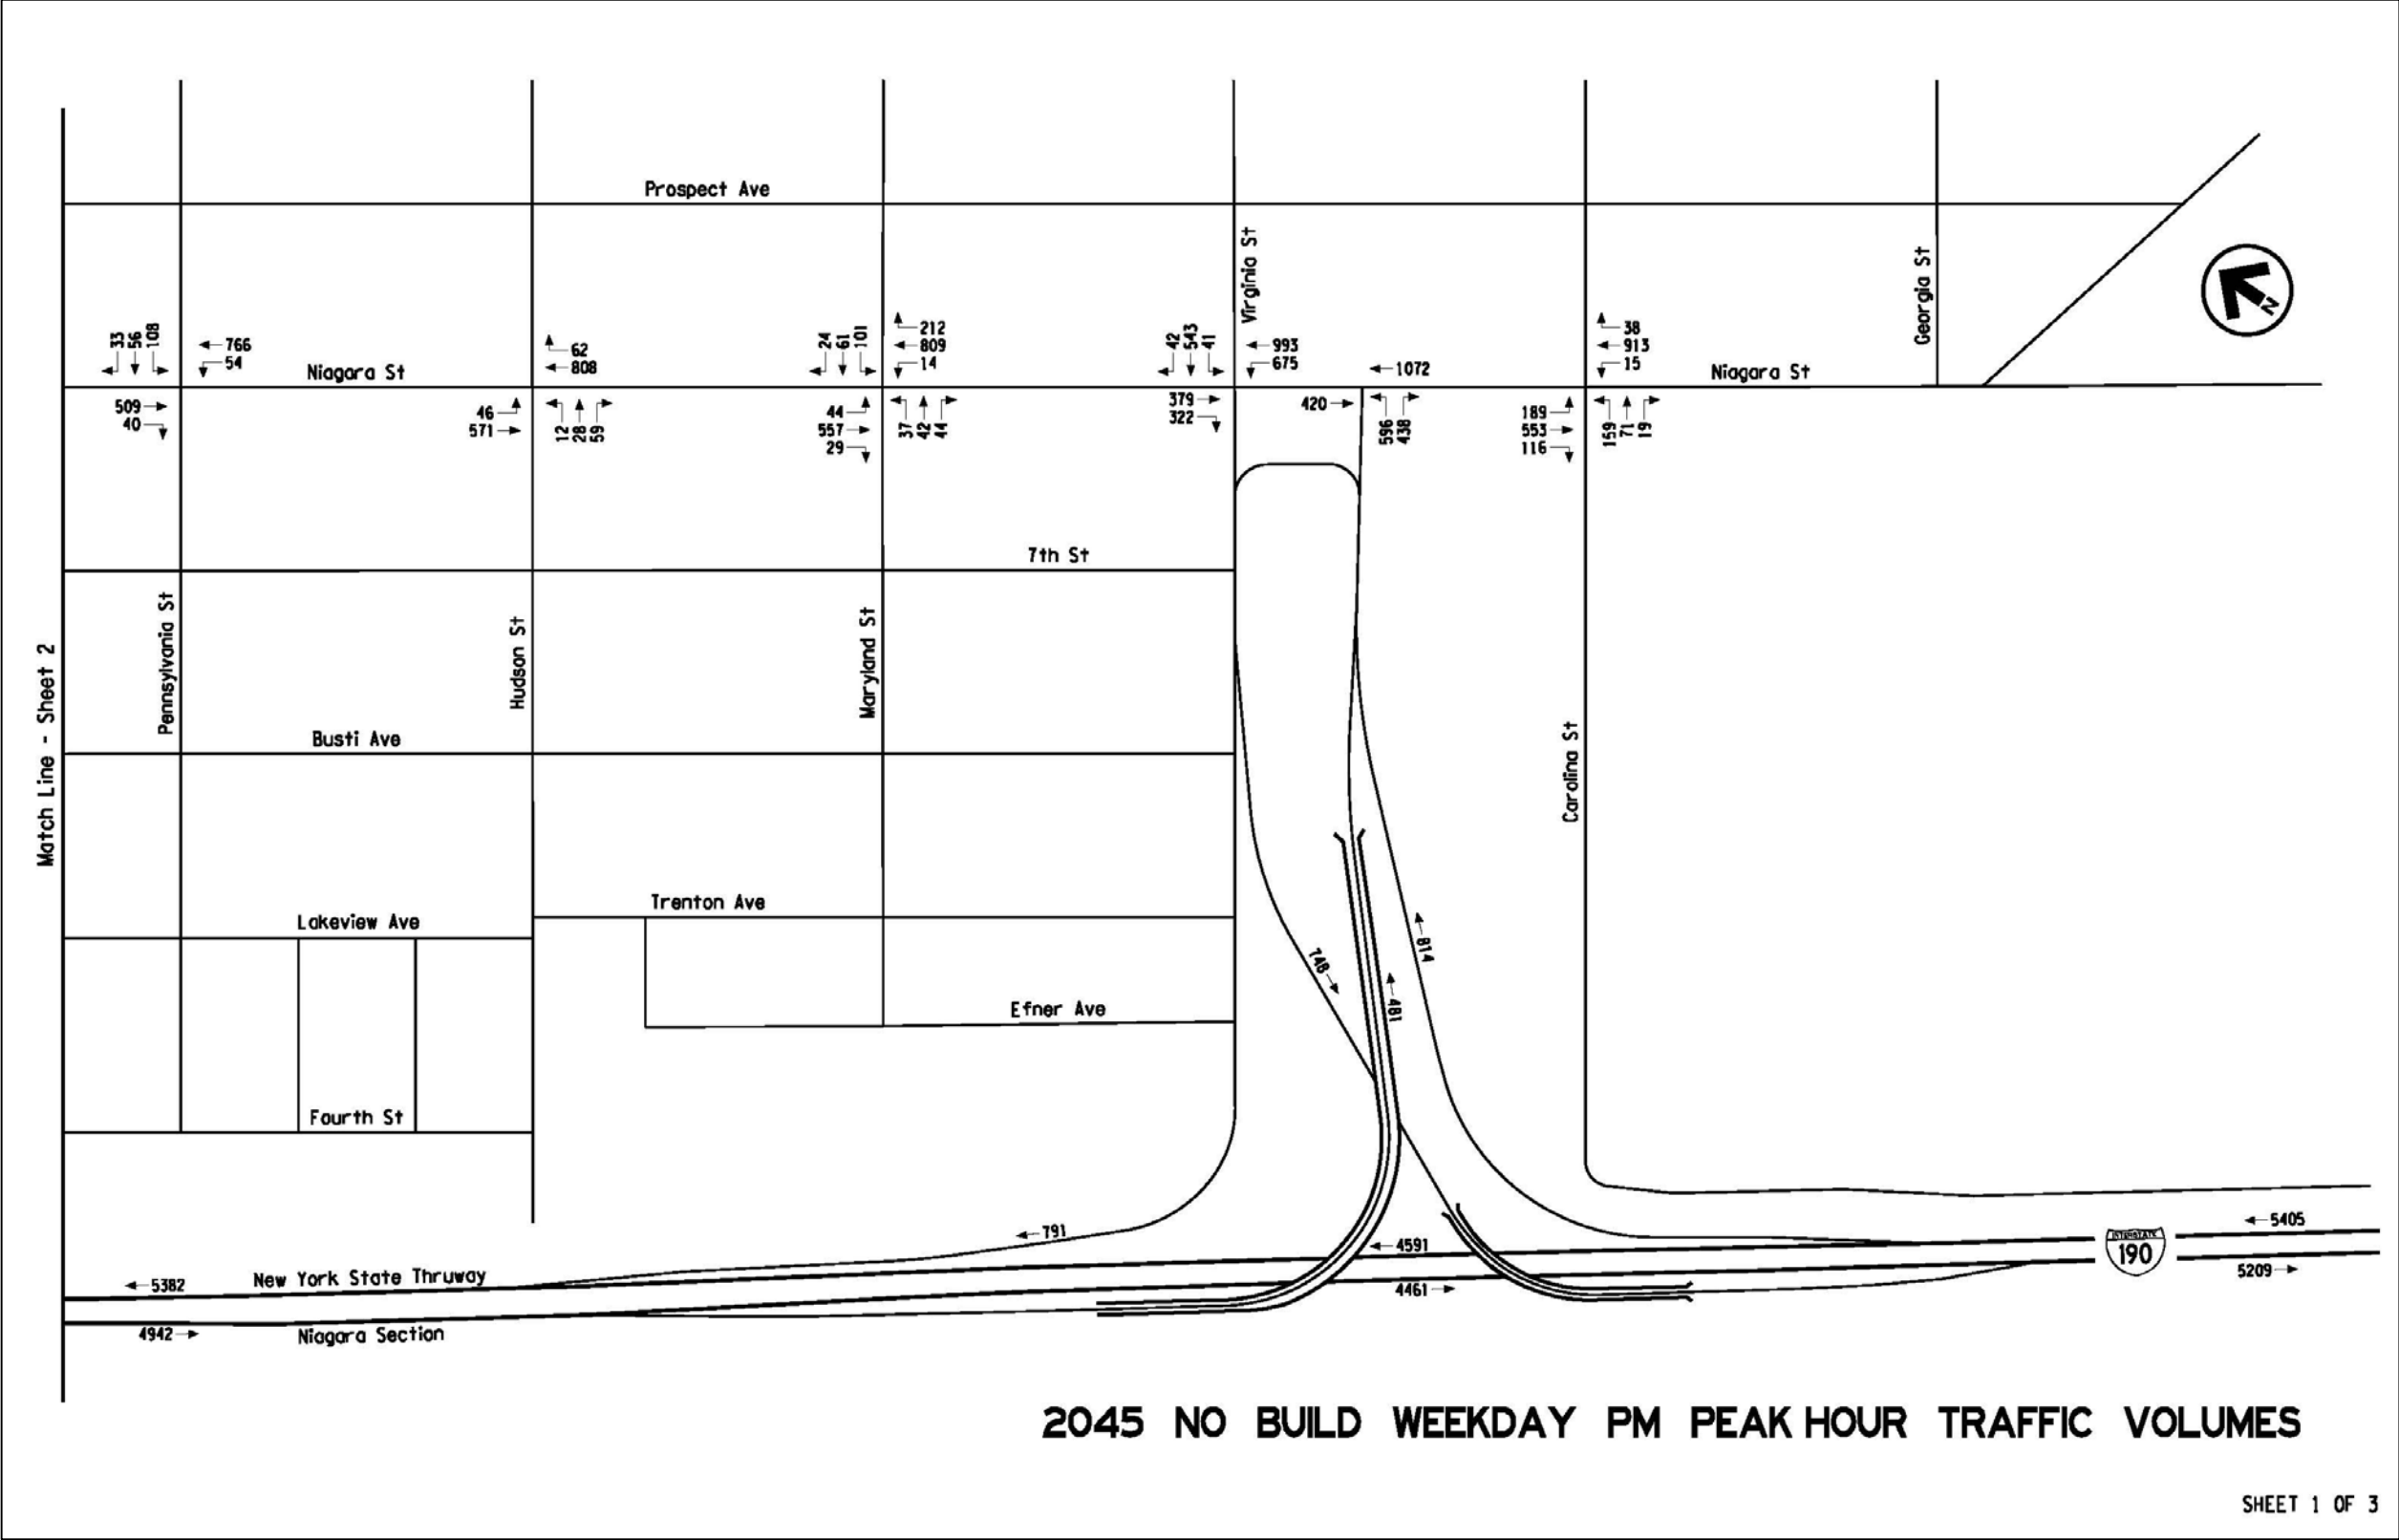 Prospect Ave
Virginia St
Georgia St
N
33
56
108
766
54
Niagara St
62
808
24
61
101
212
809
14
42
543
41
993
675
1072
38
913
15
Niagara St
509
40
46
571
12
28
59
44
557
29
37
42
44
379
322
420
596
438
189
553
116
159
71
19
7th St
Match Line - Sheet 2
Pennsylvania St
Hudson St
Maryland St
Carolina St
Busti Ave
Trenton Ave
Lakeview Ave
748
481
814
Efner Ave
Fourth St
791
4591
5405
INTERSTATE
190
5382
New York State Thruway
4461
5209
4942
Niagara Section
2045 NO BUILD WEEKDAY PM PEAK HOUR TRAFFIC VOLUMES
SHEET 1 OF 3